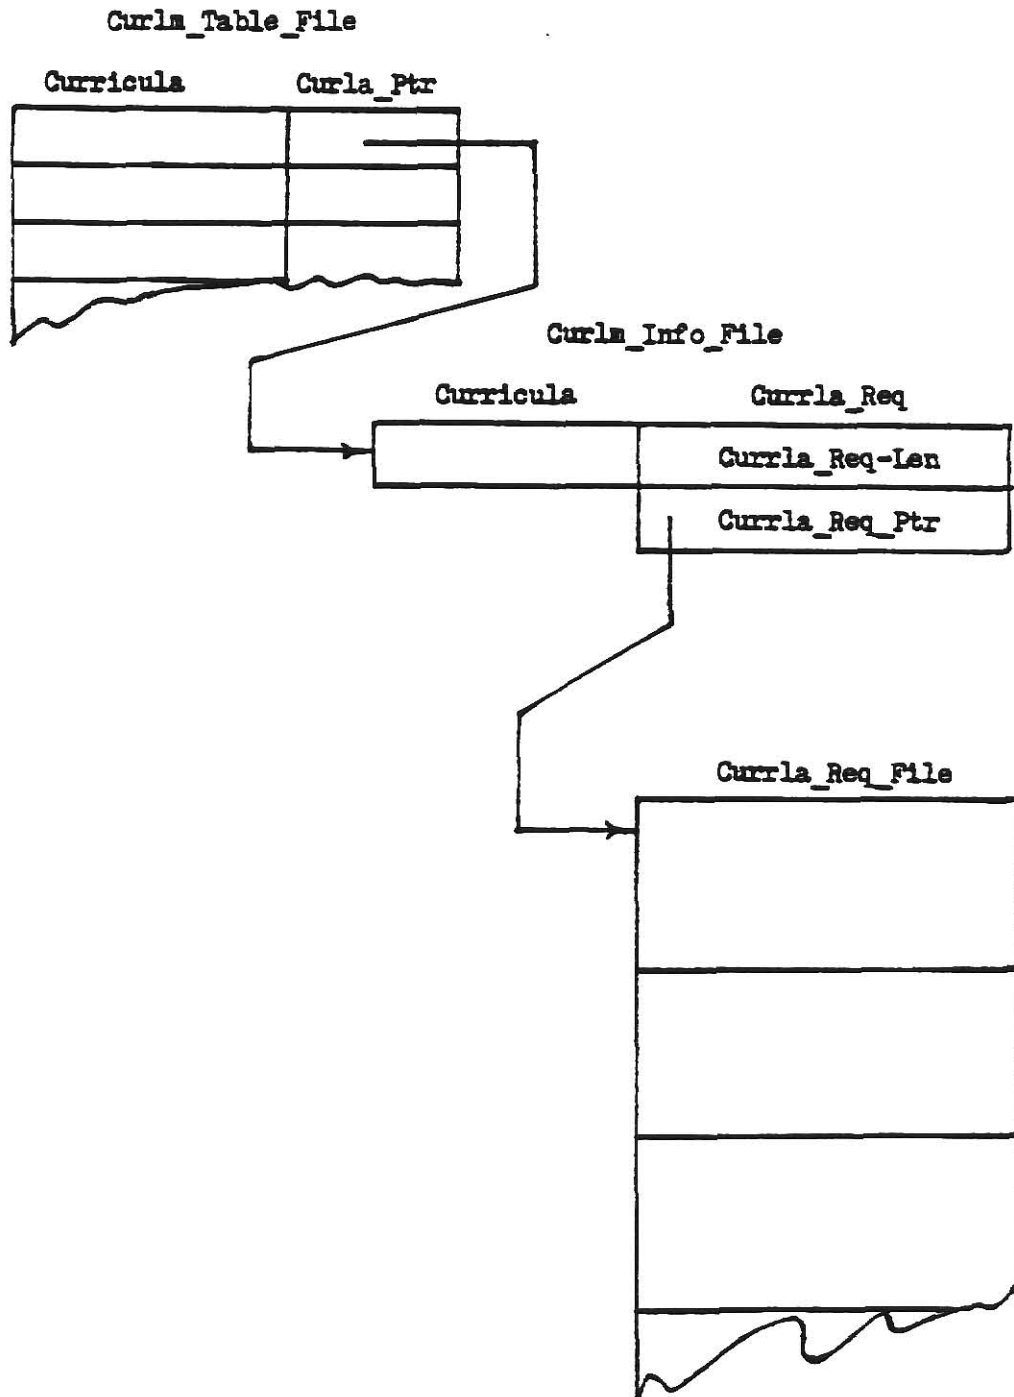 Curlm_Table_File
Curricula Curla_Ptr
Curlm_Info_File
Curricula Currla_Req
Currla_Req-Len
Currla_Req_Ptr
Currla_Req_File